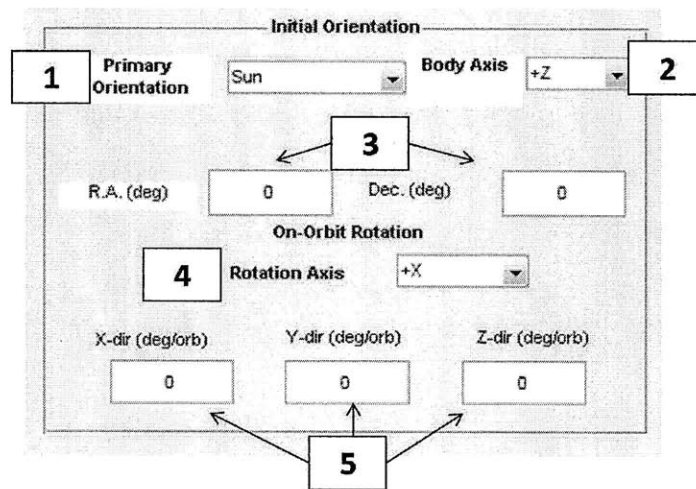 Initial Orientation
1 Primary Orientation Sun Body Axis +Z 2
3
R.A. (deg) 0 Dec. (deg) 0
On-Orbit Rotation
4 Rotation Axis +X
X-dir (deg/orb) Y-dir (deg/orb) Z-dir (deg/orb)
0 0 0
5